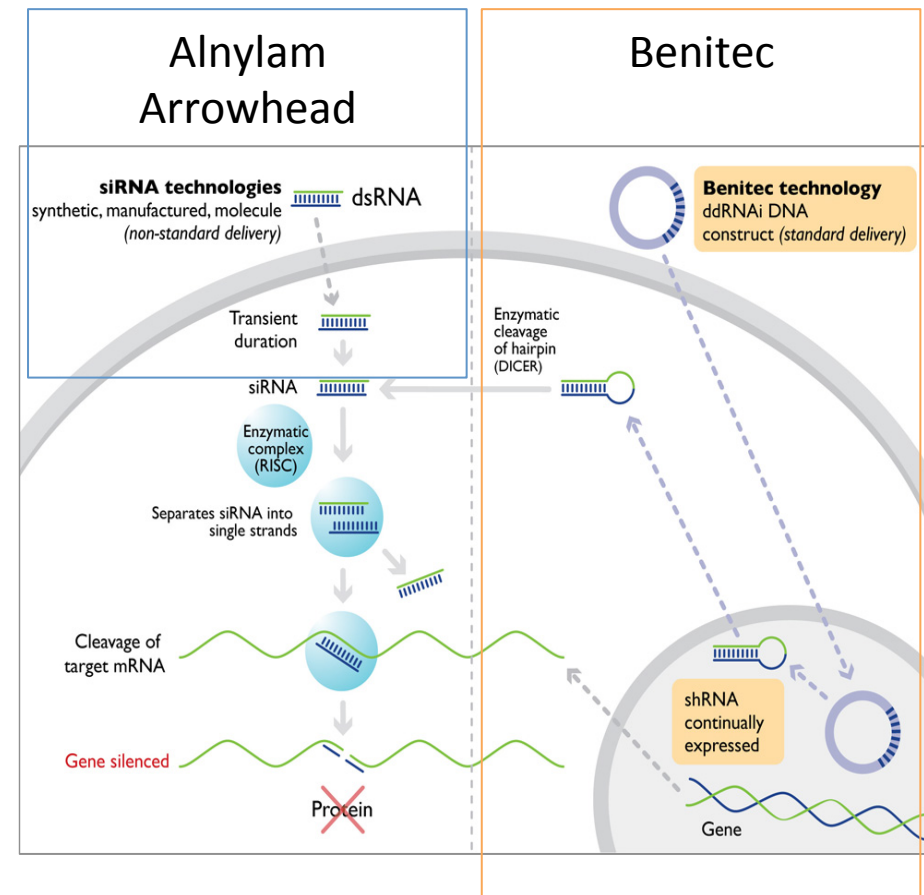 Alnylam
Arrowhead
Benitec
siRNA technologies
synthetic, manufactured, molecule
(non-standard delivery)
dsRNA
Benitec technology
ddRNAi DNA
construct (standard delivery)
Transient
duration
Enzymatic
cleavage
of hairpin
(DICER)
siRNA
Enzymatic
complex
(RISC)
Separates siRNA into
single strands
Cleavage of
target mRNA
shRNA
continually
expressed
Gene silenced
Protein
Gene